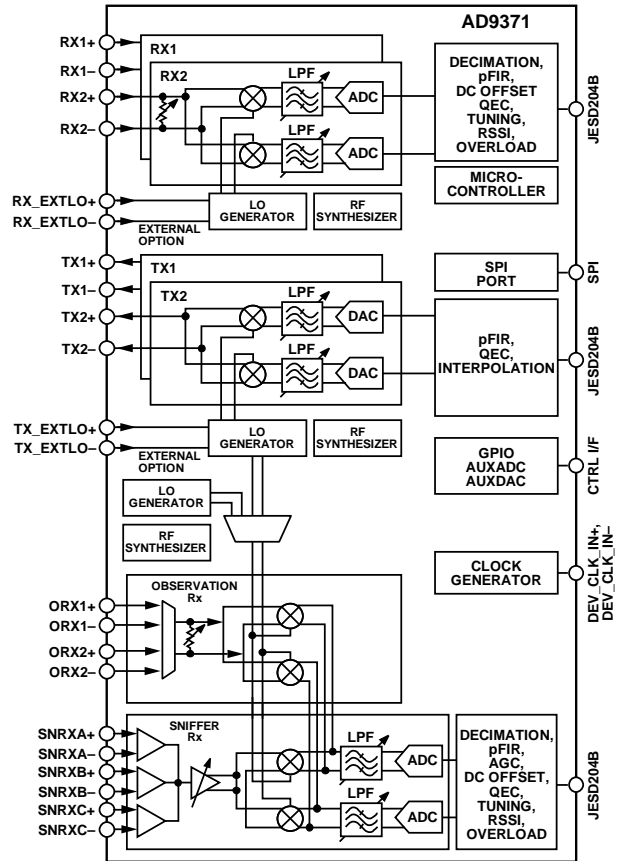 AD9371
RX1+
RX1–
RX2+
RX2–
RX1
RX2
LPF
ADC
LPF
ADC
DECIMATION,
pFIR,
DC OFFSET
QEC,
TUNING,
RSSI,
OVERLOAD
JESD204B
MICRO-
CONTROLLER
RX_EXTLO+
RX_EXTLO–
EXTERNAL
OPTION
LO
GENERATOR
RF
SYNTHESIZER
TX1+
TX1–
TX2+
TX2–
TX1
TX2
LPF
DAC
LPF
DAC
SPI
PORT
SPI
pFIR,
QEC,
INTERPOLATION
JESD204B
TX_EXTLO+
TX_EXTLO–
EXTERNAL
OPTION
LO
GENERATOR
RF
SYNTHESIZER
GPIO
AUXADC
AUXDAC
CTRL I/F
LO
GENERATOR
RF
SYNTHESIZER
CLOCK
GENERATOR
DEV_CLK_IN+,
DEV_CLK_IN–
OBSERVATION
Rx
ORX1+
ORX1–
ORX2+
ORX2–
SNIFFER
Rx
SNRXA+
SNRXA–
SNRXB+
SNRXB–
SNRXC+
SNRXC–
LPF
ADC
LPF
ADC
DECIMATION,
pFIR,
AGC,
DC OFFSET,
QEC,
TUNING,
RSSI,
OVERLOAD
JESD204B